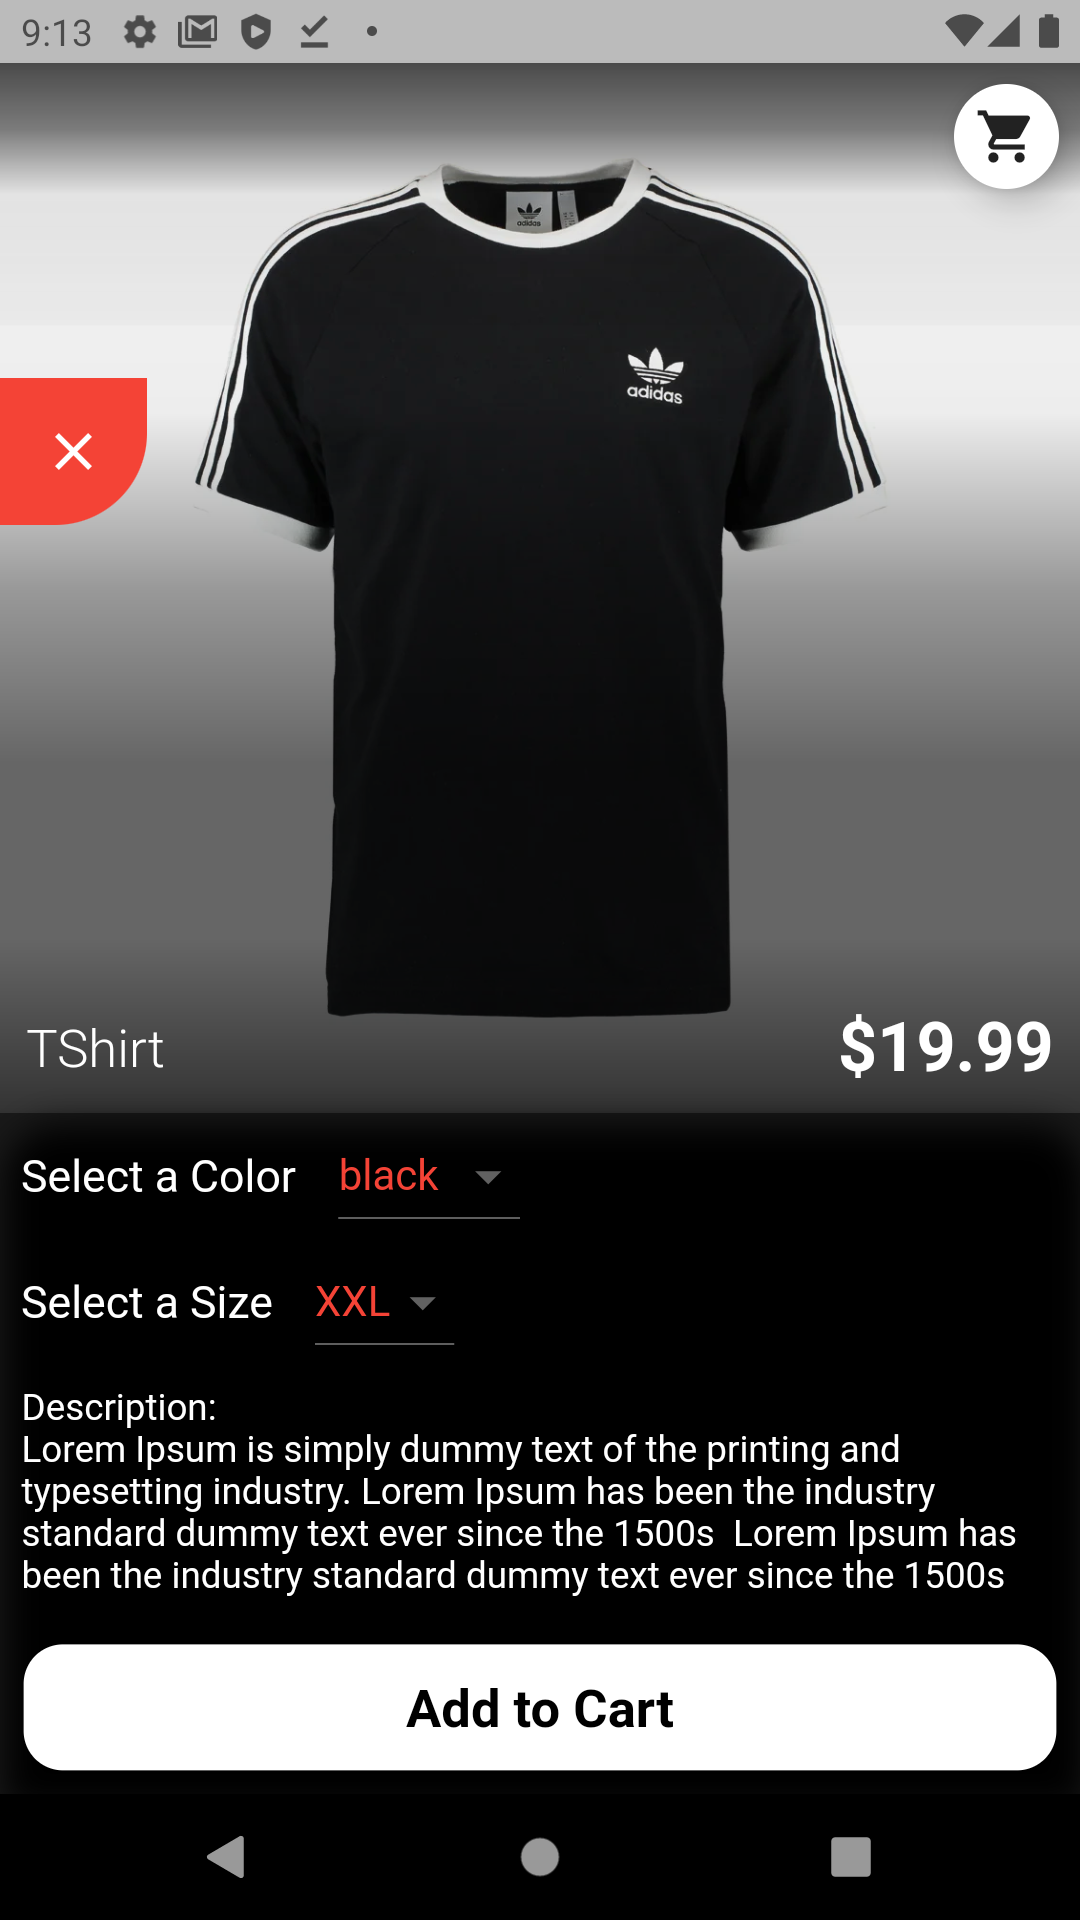 9:13
adidas
adidas
TShirt
$19.99
Select a Color
black
Select a Size
XXL
Description:
Lorem Ipsum is simply dummy text of the printing and
typesetting industry. Lorem Ipsum has been the industry
standard dummy text ever since the 1500s  Lorem Ipsum has
been the industry standard dummy text ever since the 1500s
Add to Cart